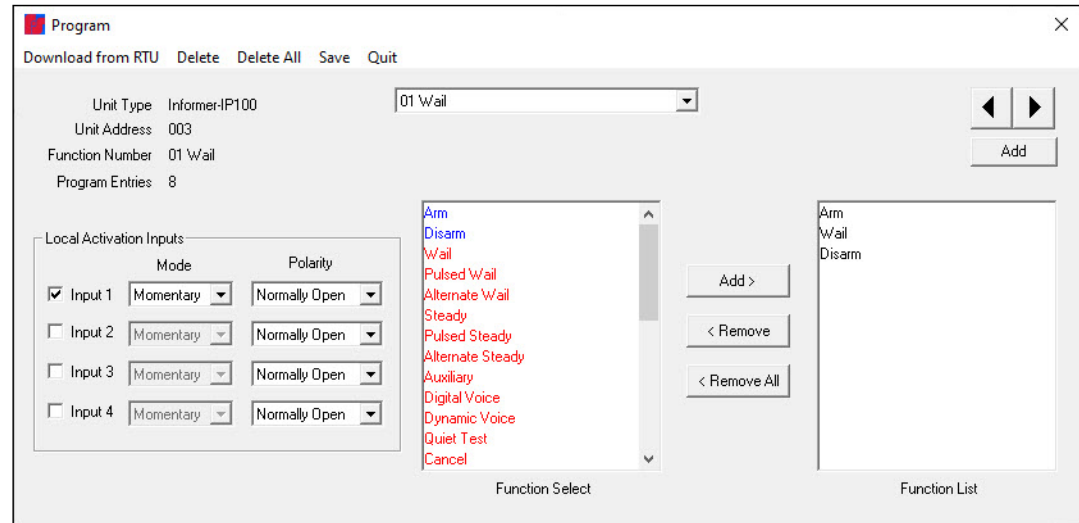 Program
Download from RTU Delete Delete All Save Quit
Unit Type Informer-IP100
Unit Address 003
Function Number 01 Wail
Program Entries 8
01 Wail
Add
Local Activation Inputs
Mode Polarity
Input 1 Momentary Normally Open
Input 2 Momentary Normally Open
Input 3 Momentary Normally Open
Input 4 Momentary Normally Open
Arm
Disarm
Wail
Pulsed Wail
Alternate Wail
Steady
Pulsed Steady
Alternate Steady
Auxiliary
Digital Voice
Dynamic Voice
Quiet Test
Cancel
Function Select
Add >
< Remove
< Remove All
Arm
Wail
Disarm
Function List